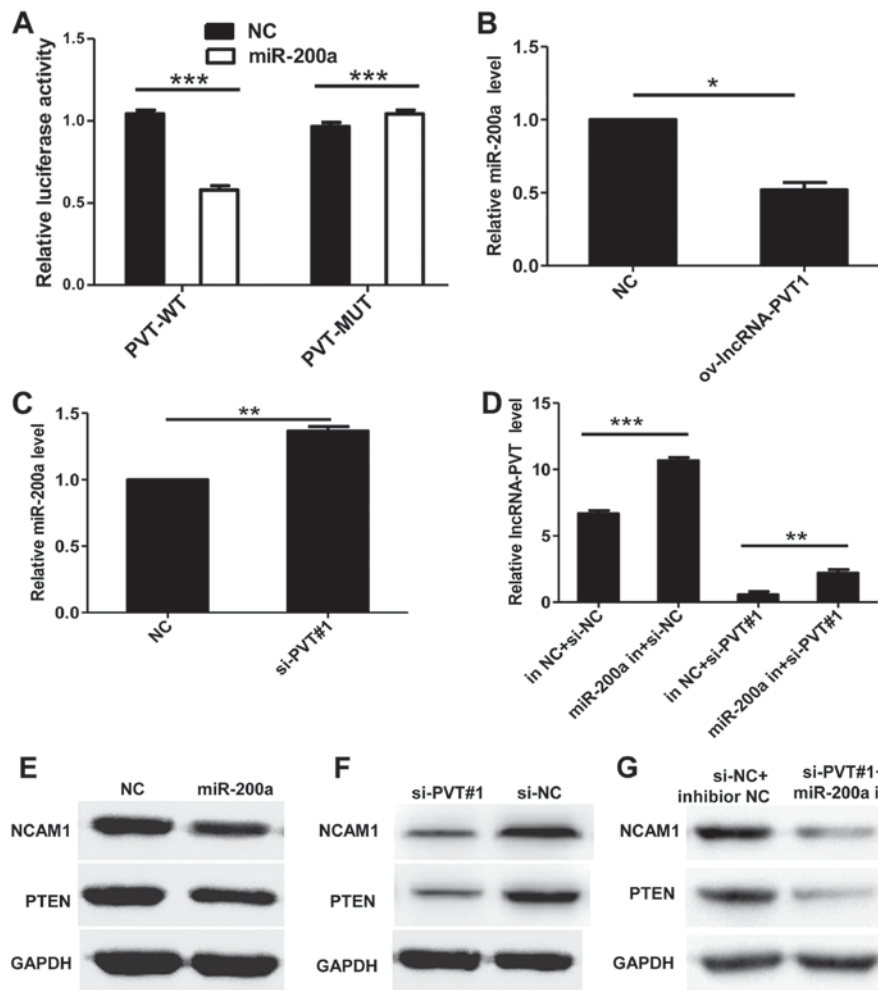 A
NC
miR-200a
Relative luciferase activity
1.5
1.0
0.5
0.0
***
***
PVT-WT
PVT-MUT
B
Relative miR-200a level
1.5
1.0
0.5
0.0
*
NC
ov-lncRNA-PVT1
C
Relative miR-200a level
1.5
1.0
0.5
0.0
**
NC
si-PVT#1
D
Relative lncRNA-PVT level
15
10
5
0
***
**
in NC+si-NC
miR-200a in+si-NC
in NC+si-PVT#1
miR-200a in+si-PVT#1
E
NC miR-200a
NCAM1
PTEN
GAPDH
F
si-PVT#1 si-NC
NCAM1
PTEN
GAPDH
G
si-NC+ si-PVT#1-
inhibior NC miR-200a i
NCAM1
PTEN
GAPDH